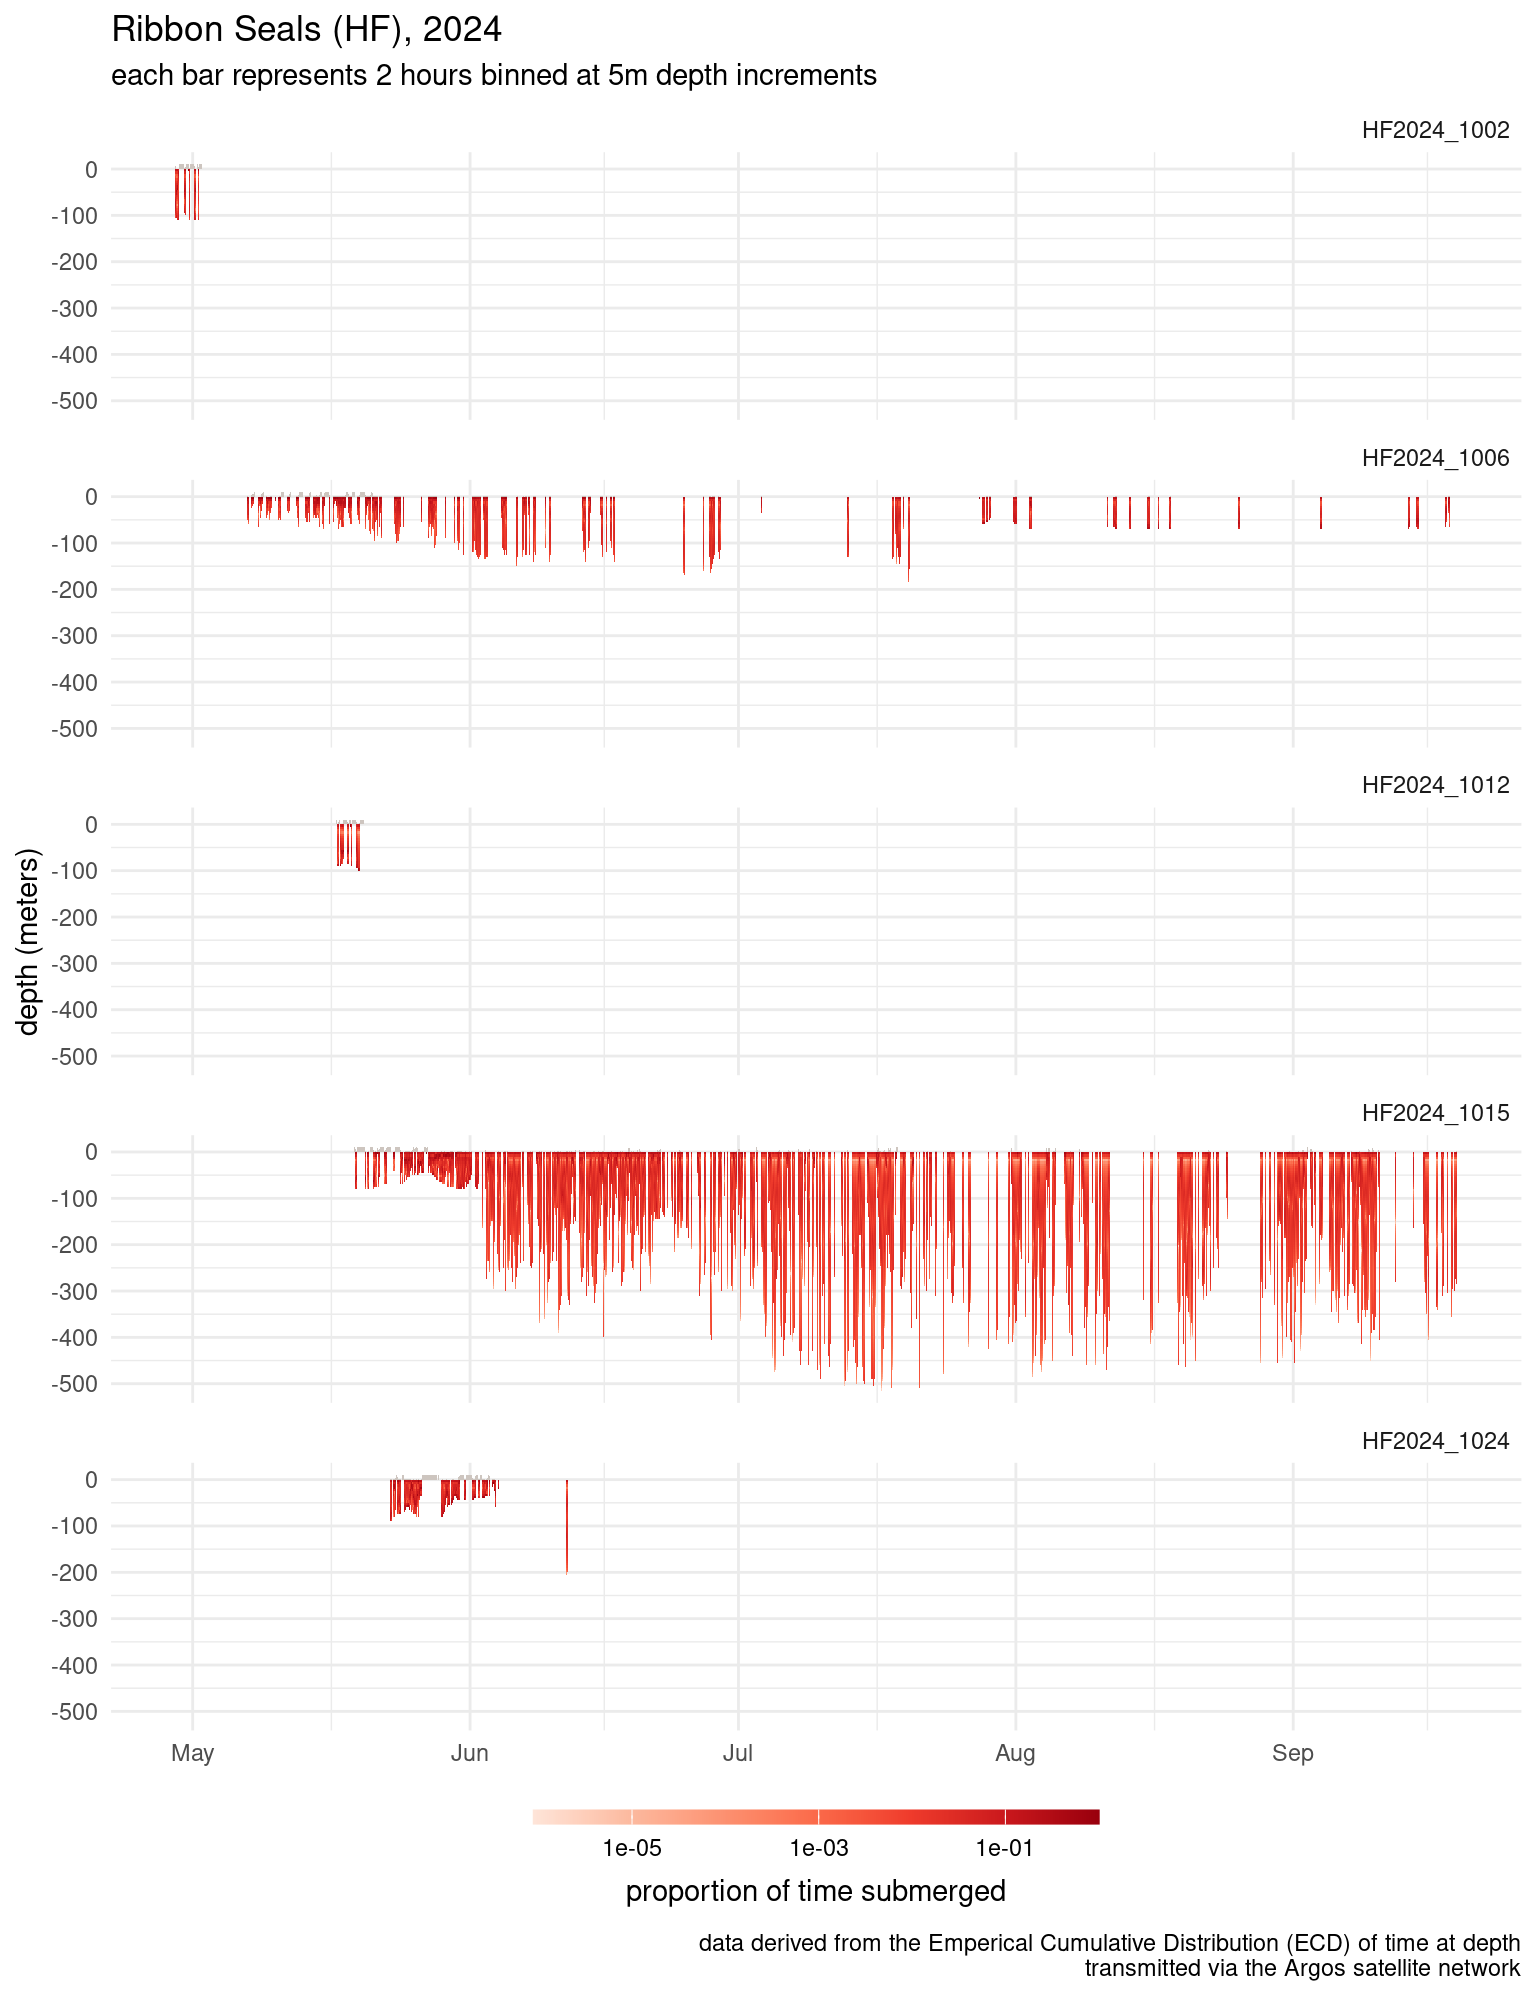 Ribbon Seals (HF), 2024
each bar represents 2 hours binned at 5m depth increments
HF2024_1002
0
-100
-200
-300
-400
-500
HF2024_1006
0
-100
-200
-300
-400
-500
HF2024_1012
0
-100
-200
-300
-400
-500
depth (meters)
HF2024_1015
0
-100
-200
-300
-400
-500
HF2024_1024
0
-100
-200
-300
-400
-500
May Jun Jul Aug Sep
1e-05 1e-03 1e-01
proportion of time submerged
data derived from the Emperical Cumulative Distribution (ECD) of time at depth
transmitted via the Argos satellite network